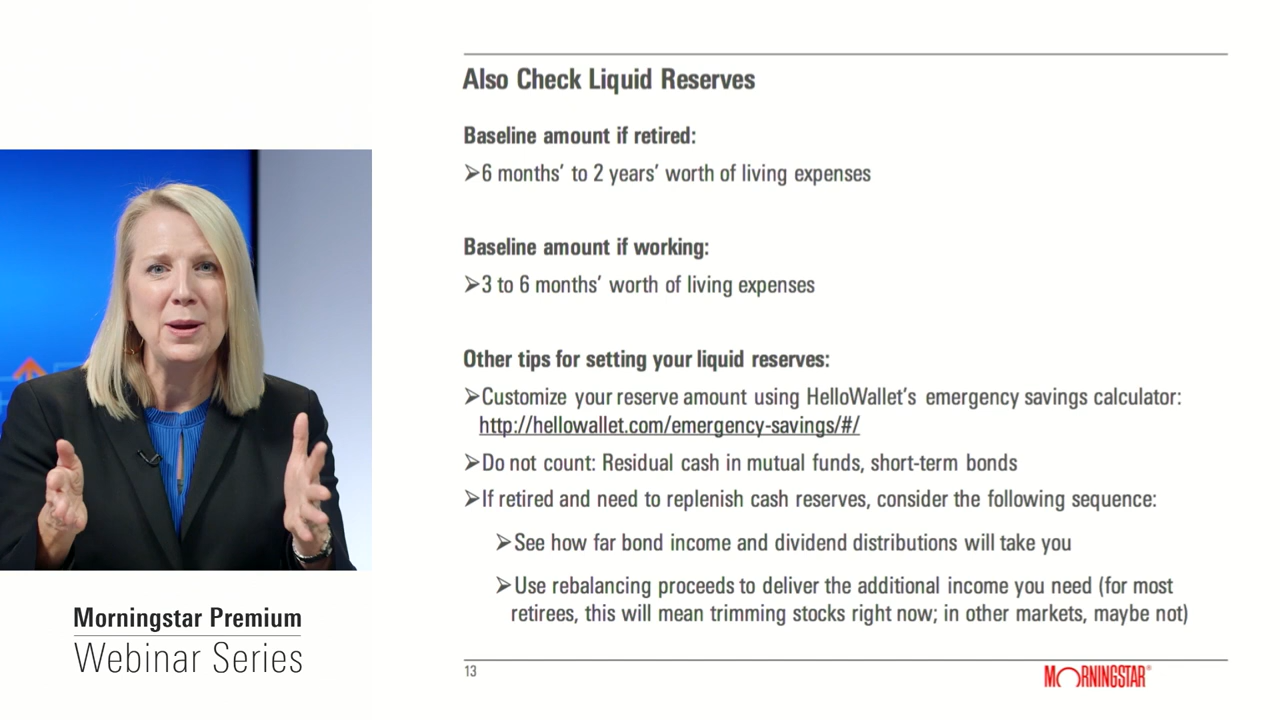 Also Check Liquid Reserves
Baseline amount if retired:
➢6 months’ to 2 years’ worth of living expenses
Baseline amount if working:
➢3 to 6 months’ worth of living expenses
Other tips for setting your liquid reserves:
➢Customize your reserve amount using HelloWallet’s emergency savings calculator:
http://hellowallet.com/emergency-savings/#/
➢Do not count: Residual cash in mutual funds, short-term bonds
➢If retired and need to replenish cash reserves, consider the following sequence:
➢See how far bond income and dividend distributions will take you
➢Use rebalancing proceeds to deliver the additional income you need (for most
retirees, this will mean trimming stocks right now; in other markets, maybe not)
Morningstar Premium
Webinar Series
13
MORNINGSTAR®